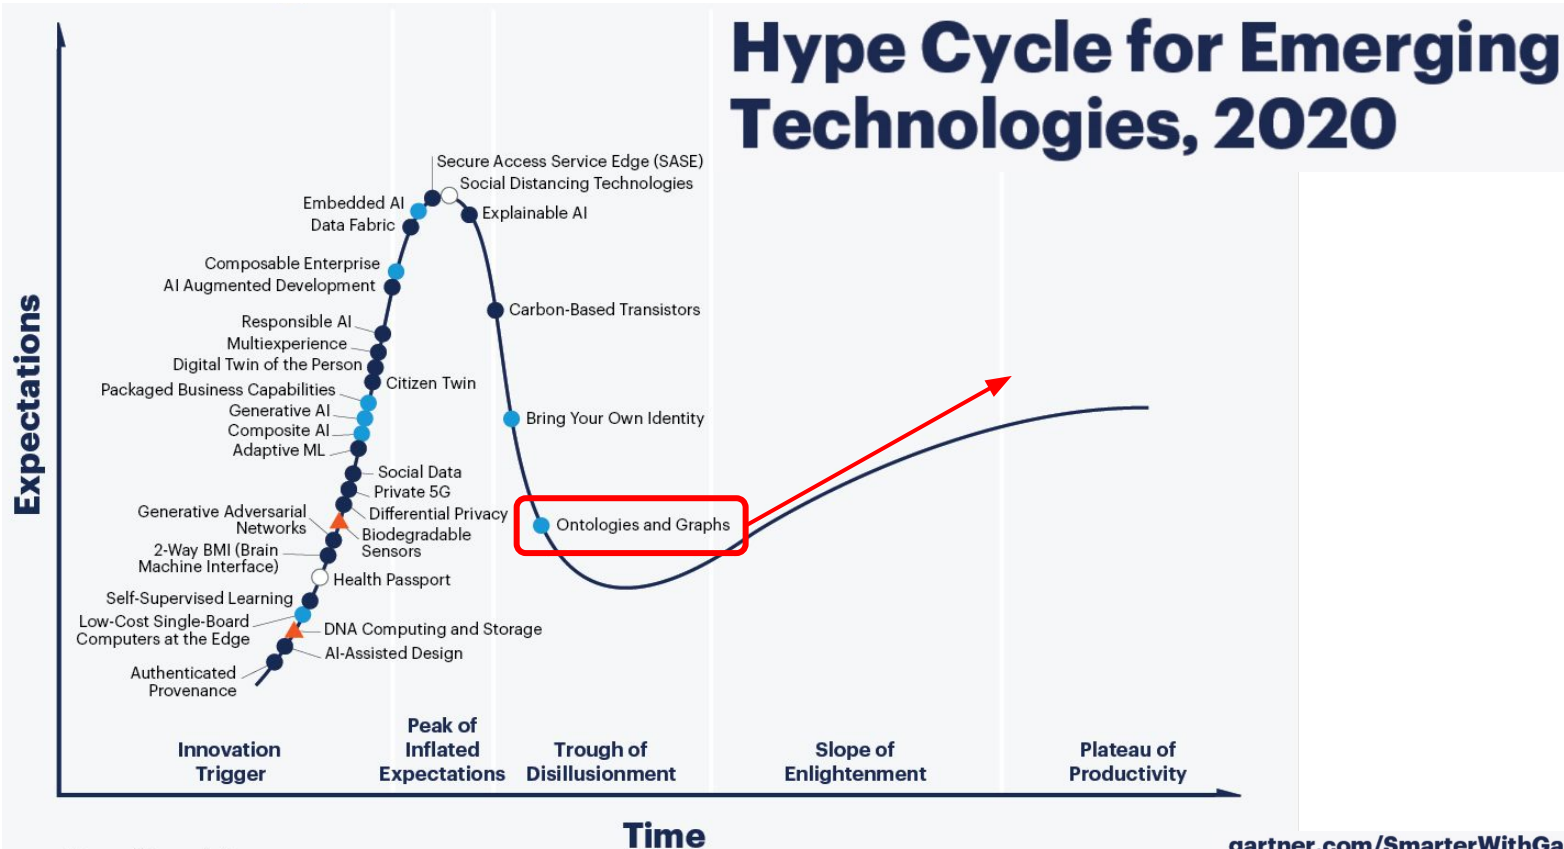 Hype Cycle for Emerging
Technologies, 2020
Expectations
Secure Access Service Edge (SASE)
Social Distancing Technologies
Embedded AI
Explainable AI
Data Fabric
Composable Enterprise
AI Augmented Development
Carbon-Based Transistors
Responsible AI
Multiexperience
Digital Twin of the Person
Citizen Twin
Packaged Business Capabilities
Generative AI
Bring Your Own Identity
Composite AI
Adaptive ML
Social Data
Private 5G
Differential Privacy
Generative Adversarial
Networks
Ontologies and Graphs
Biodegradable
Sensors
2-Way BMI (Brain
Machine Interface)
Health Passport
Self-Supervised Learning
Low-Cost Single-Board
Computers at the Edge
DNA Computing and Storage
AI-Assisted Design
Authenticated
Provenance
Innovation
Trigger
Peak of
Inflated
Expectations
Trough of
Disillusionment
Slope of
Enlightenment
Plateau of
Productivity
Time
gartner.com/SmarterWithGa